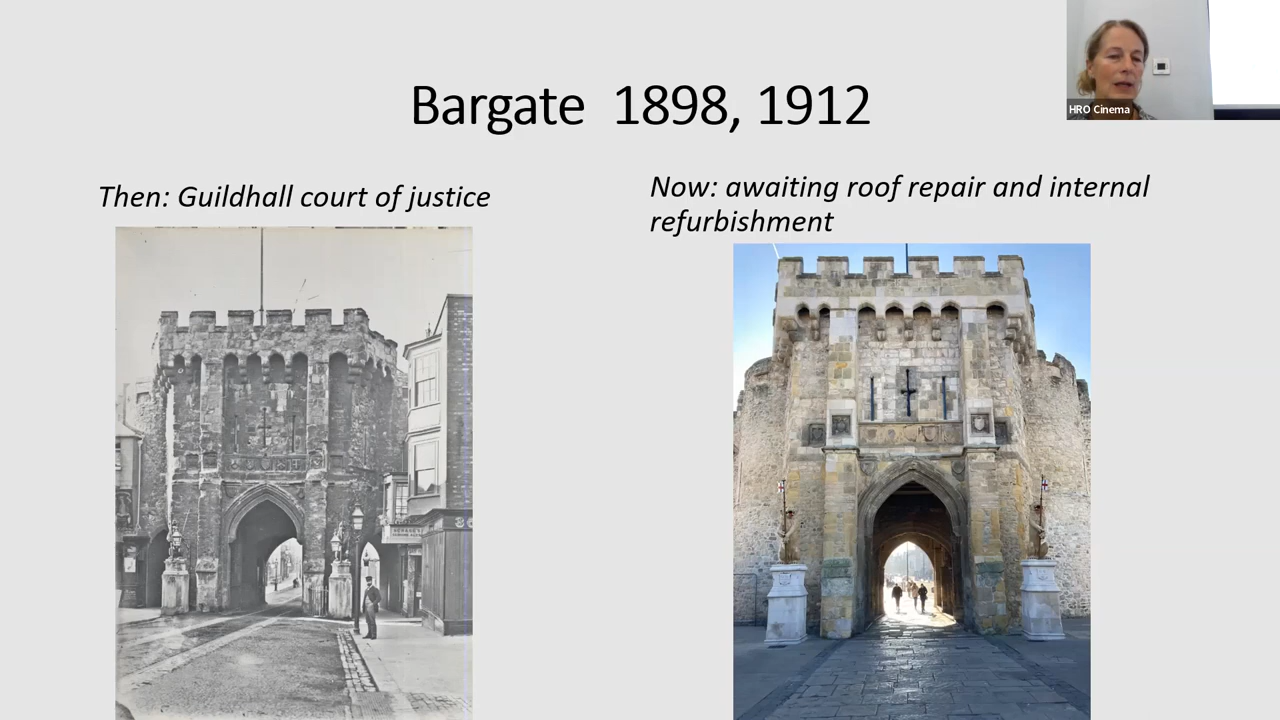 HRO Cinema
Bargate 1898, 1912
Then: Guildhall court of justice
Now: awaiting roof repair and internal
refurbishment